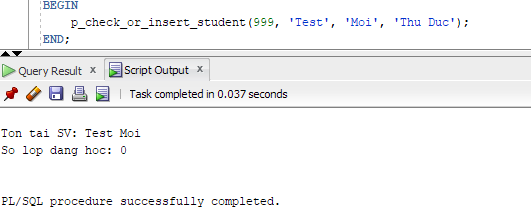 BEGIN
p_check_or_insert_student(999, 'Test', 'Moi', 'Thu Duc');
END;
Query Result x Script Output x
Task completed in 0.037 seconds
Ton tai SV: Test Moi
So lop dang hoc: 0
PL/SQL procedure successfully completed.